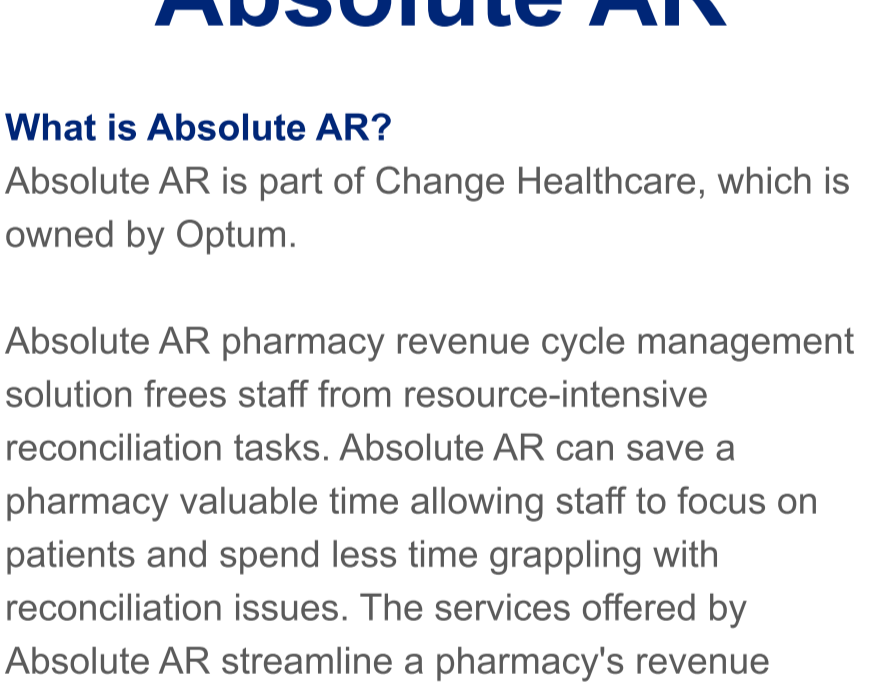 Absolute AR
What is Absolute AR?
Absolute AR is part of Change Healthcare, which is
owned by Optum.
Absolute AR pharmacy revenue cycle management
solution frees staff from resource-intensive
reconciliation tasks. Absolute AR can save a
pharmacy valuable time allowing staff to focus on
patients and spend less time grappling with
reconciliation issues. The services offered by
Absolute AR streamline a pharmacy's revenue